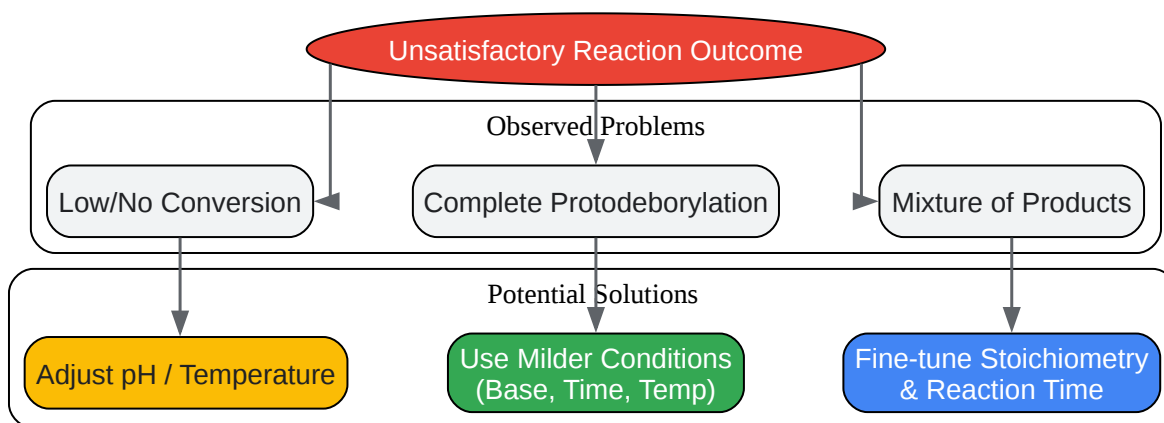 Unsatisfactory Reaction Outcome
Observed Problems
Low/No Conversion
Complete Protodeborylation
Mixture of Products
Potential Solutions
Adjust pH / Temperature
Use Milder Conditions
(Base, Time, Temp)
Fine-tune Stoichiometry
& Reaction Time